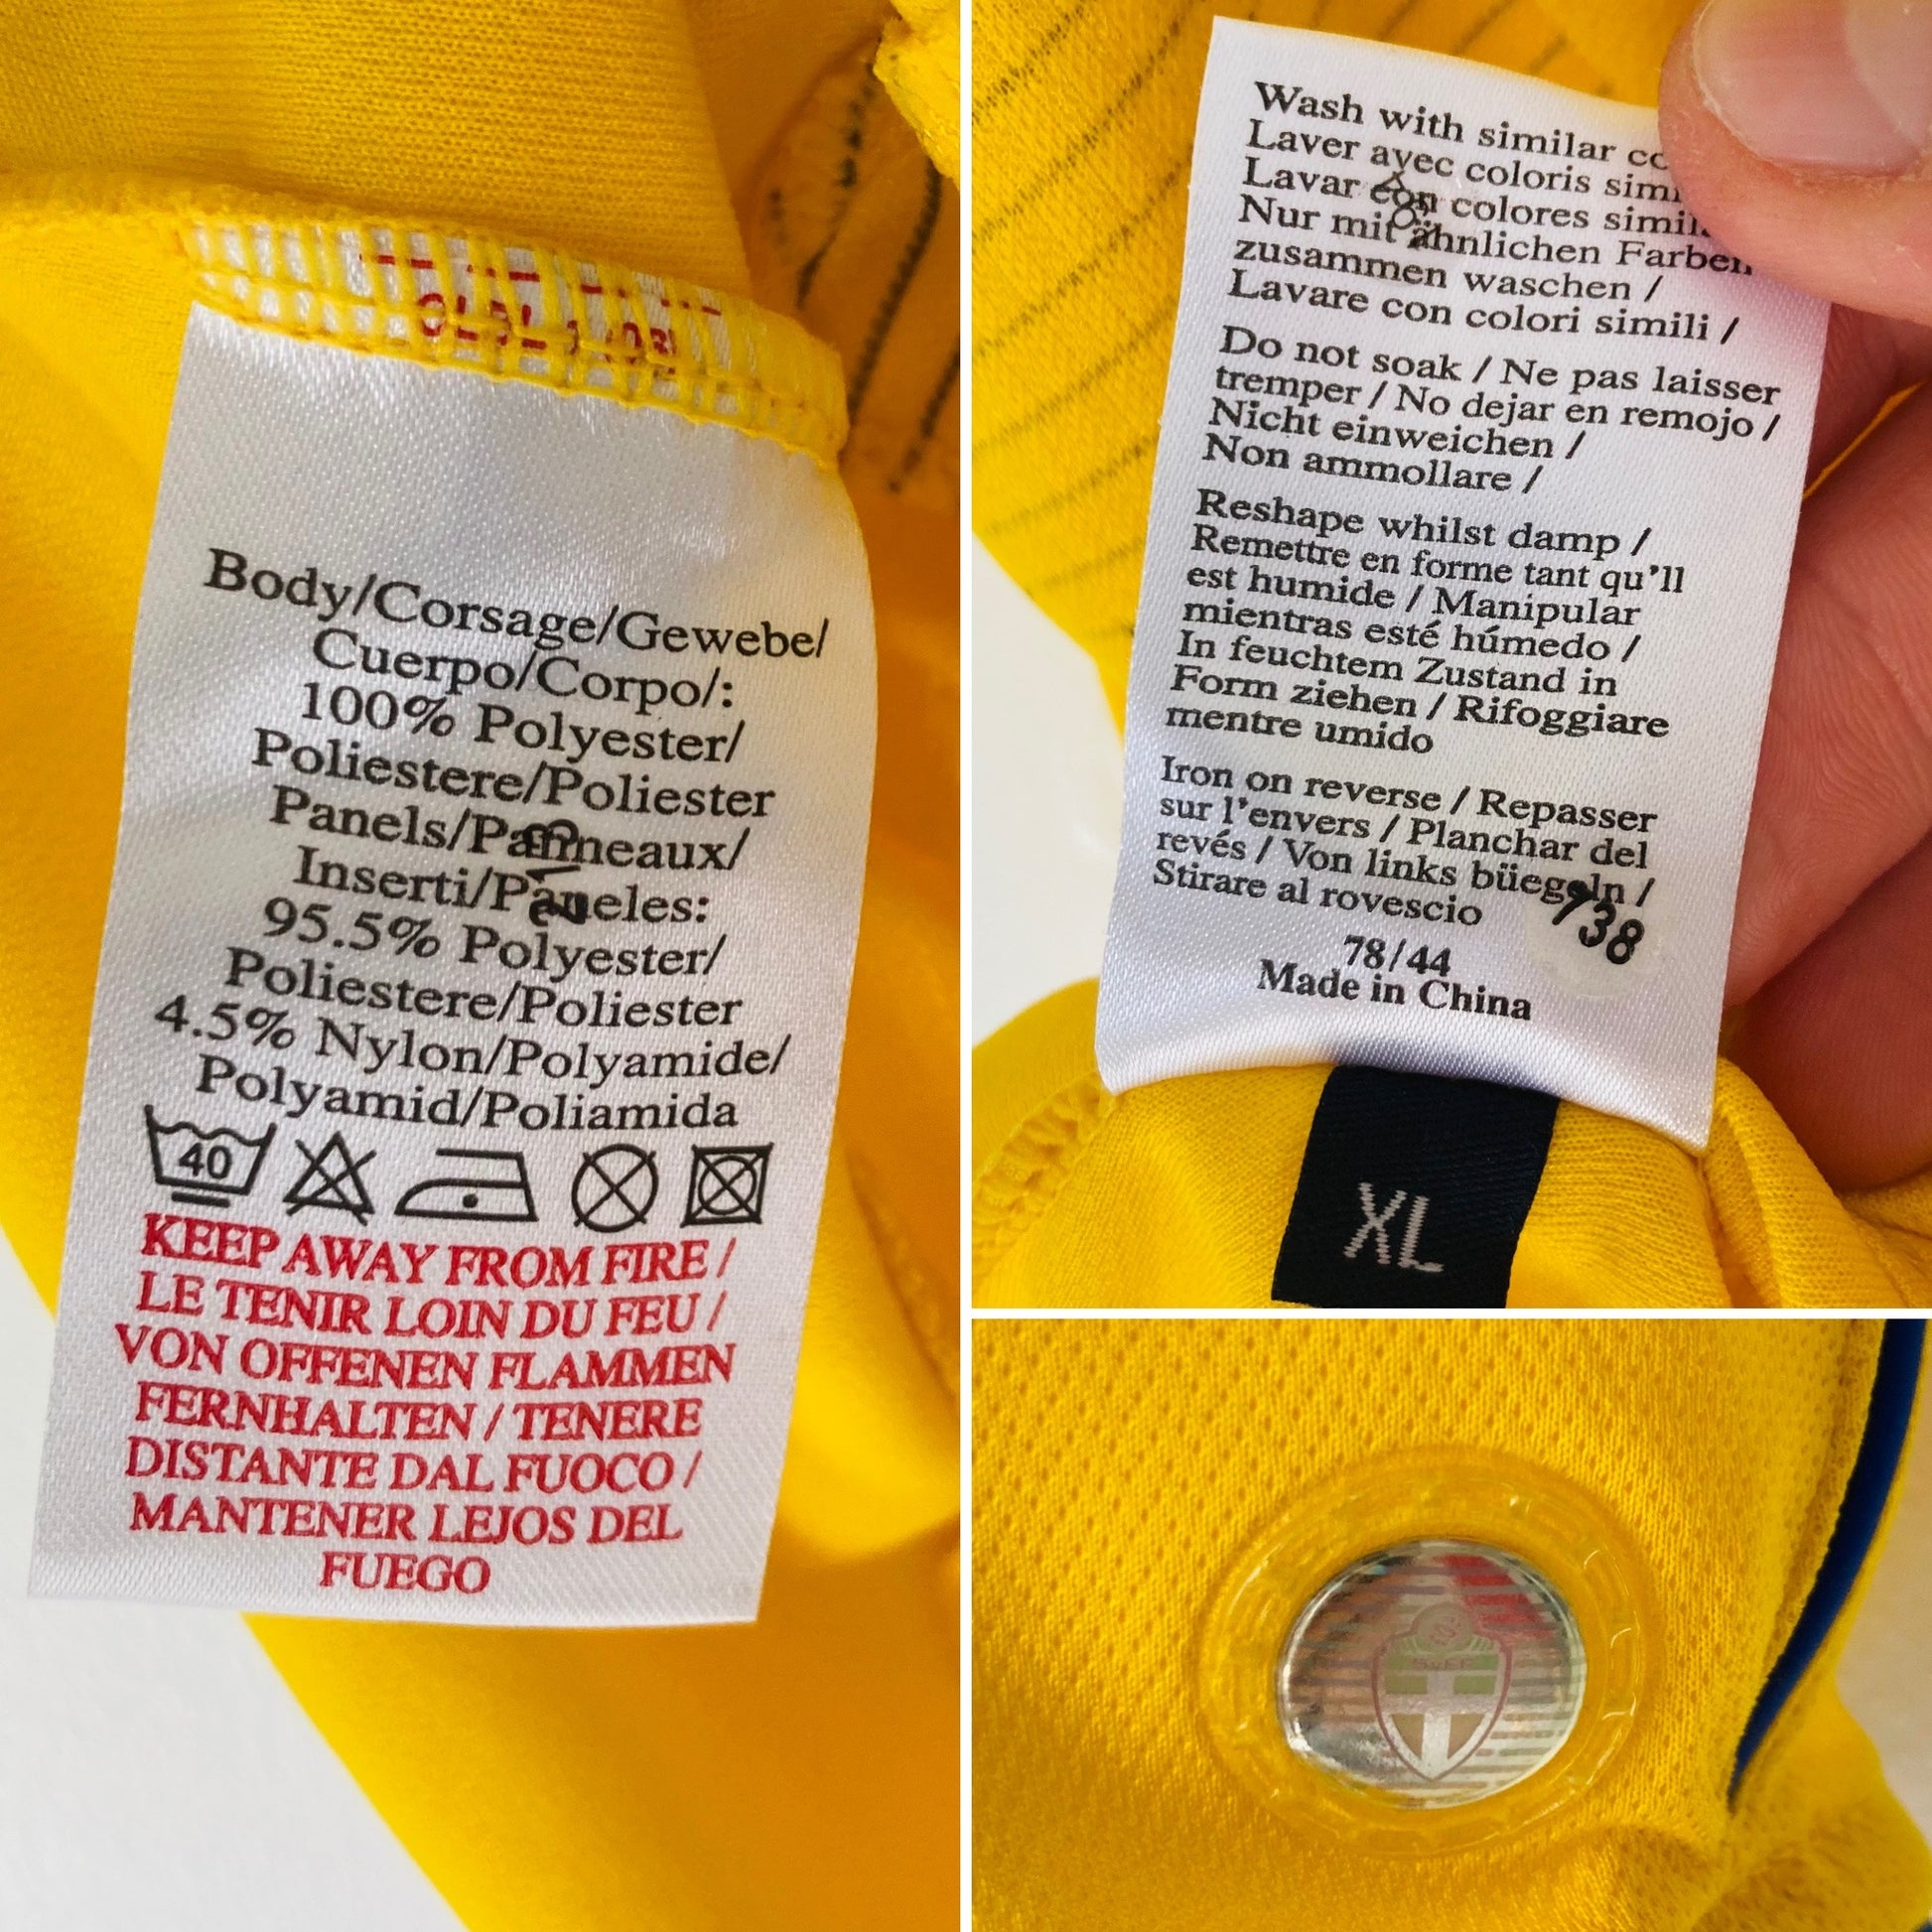 Body/Corsage/Gewebe/
Cuerpo/Corpo/:
100% Polyester/
Poliestere/Poliester
Panels/Panneaux/
Inserti/Paneles:
95.5% Polyester/
Poliestere/Poliester
4.5% Nylon/Polyamide/
Polyamid/Poliamida
40
KEEP AWAY FROM FIRE /
LE TENIR LOIN DU FEU /
VON OFFENEN FLAMMEN
FERNHALTEN / TENERE
DISTANTE DAL FUOCO /
MANTENER LEJOS DEL
FUEGO
Wash with similar
Laver avec coloris
Lavar con colores
Nur mit ähnlichen Farben
zusammen waschen /
Lavare con colori simili /
Do not soak / Ne pas laisser
tremper / No dejar en remojo /
Nicht einweichen /
Non ammollare /
Reshape whilst damp /
Remettre en forme tant qu'll
est humide / Manipular
mientras esté húmedo /
In feuchtem Zustand in
Form ziehen / Rifoggiare
mentre umido
Iron on reverse / Repasser
sur l'envers / Planchar del
revés / Von links büegeln /
Stirare al rovescio
738
78/44
Made in China
XL
SvFF